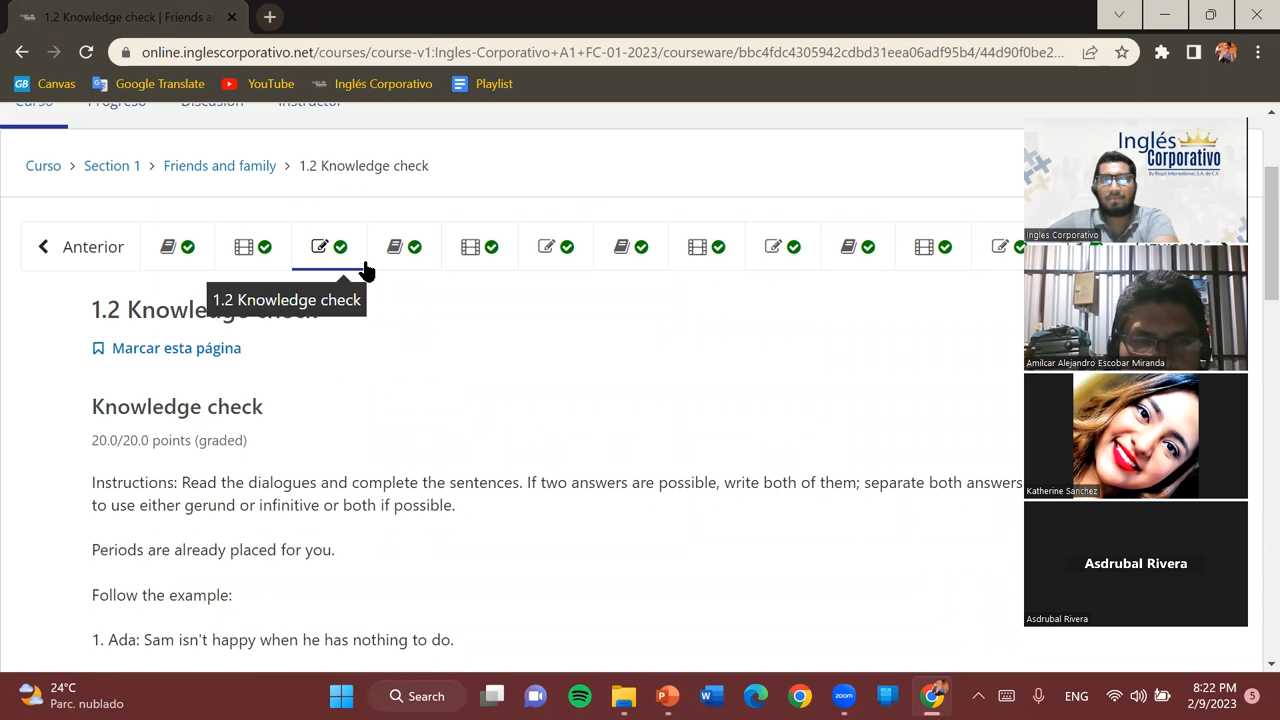 1.2 Knowledge check | Friends an
online.inglescorporativo.net/courses/course-v1:Ingles-Corporativo+A1+FC-01-2023/courseware/bbc4fdc4305942cdbd31eea06adf95b4/44d90f0be2...
Canvas Google Translate YouTube Inglés Corporativo Playlist
Curso Progreso Discusión Instructor
Curso > Section 1 > Friends and family > 1.2 Knowledge check
Anterior
1.2 Knowledge check
1.2 Knowledge check
Marcar esta página
Knowledge check
20.0/20.0 points (graded)
Instructions: Read the dialogues and complete the sentences. If two answers are possible, write both of them; separate both answers
to use either gerund or infinitive or both if possible.
Periods are already placed for you.
Follow the example:
1. Ada: Sam isn't happy when he has nothing to do.
Inglés
Corporativo
By Regal International, S.A. de C.V.
Ingles Corporativo
Amilcar Alejandro Escobar Miranda
Katherine Sanchez
Asdrubal Rivera
Asdrubal Rivera
24°C
Parc. nublado
Search
ENG
8:22 PM
2/9/2023
5